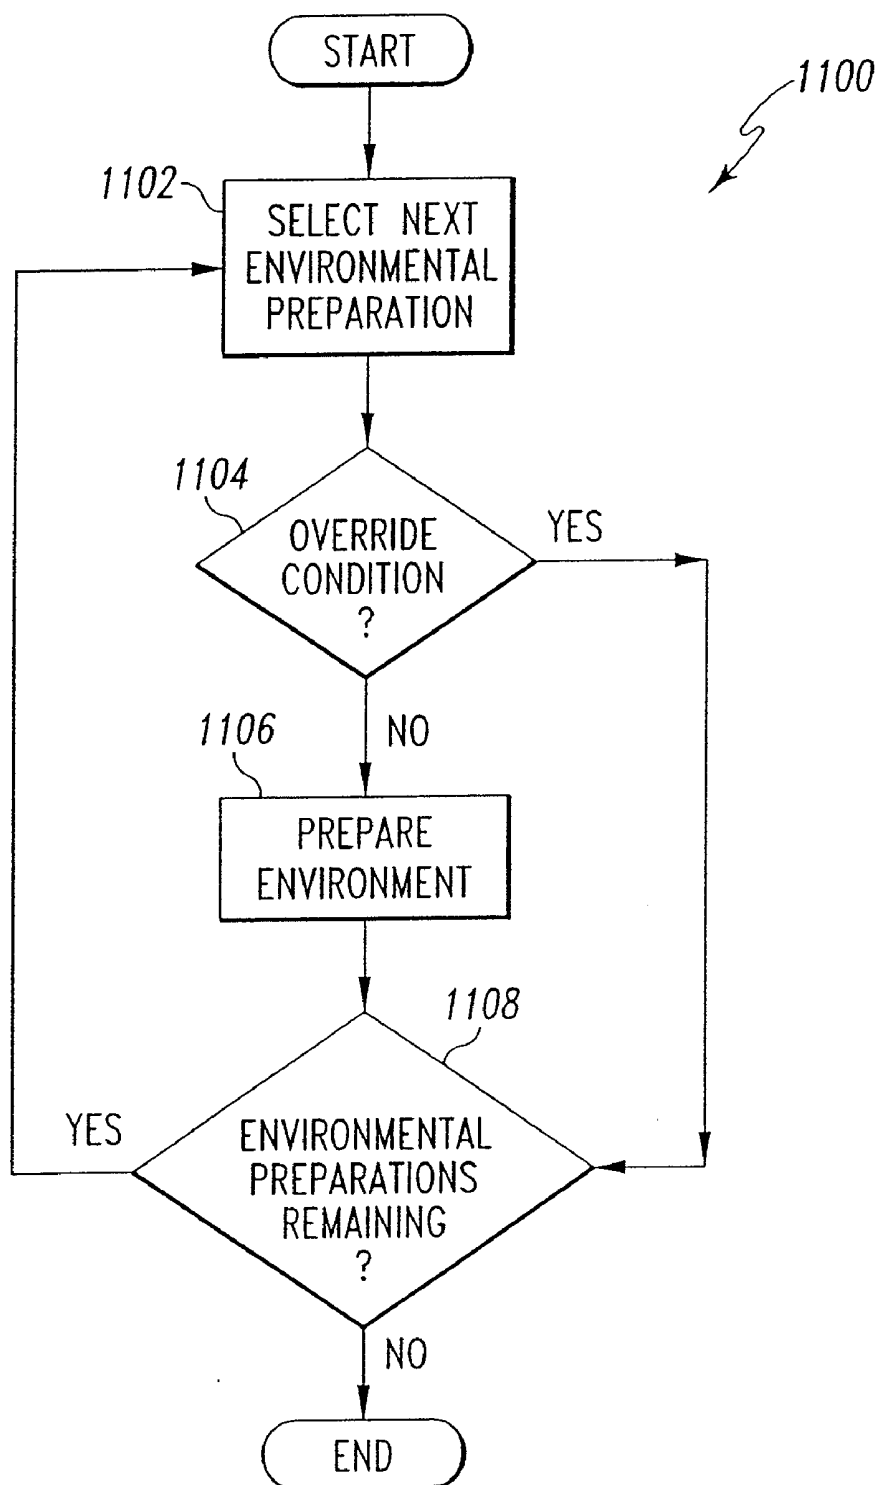 START
1100
1102
SELECT NEXT
ENVIRONMENTAL
PREPARATION
1104
OVERRIDE
CONDITION
?
YES
NO
1106
PREPARE
ENVIRONMENT
1108
YES
ENVIRONMENTAL
PREPARATIONS
REMAINING
?
NO
END